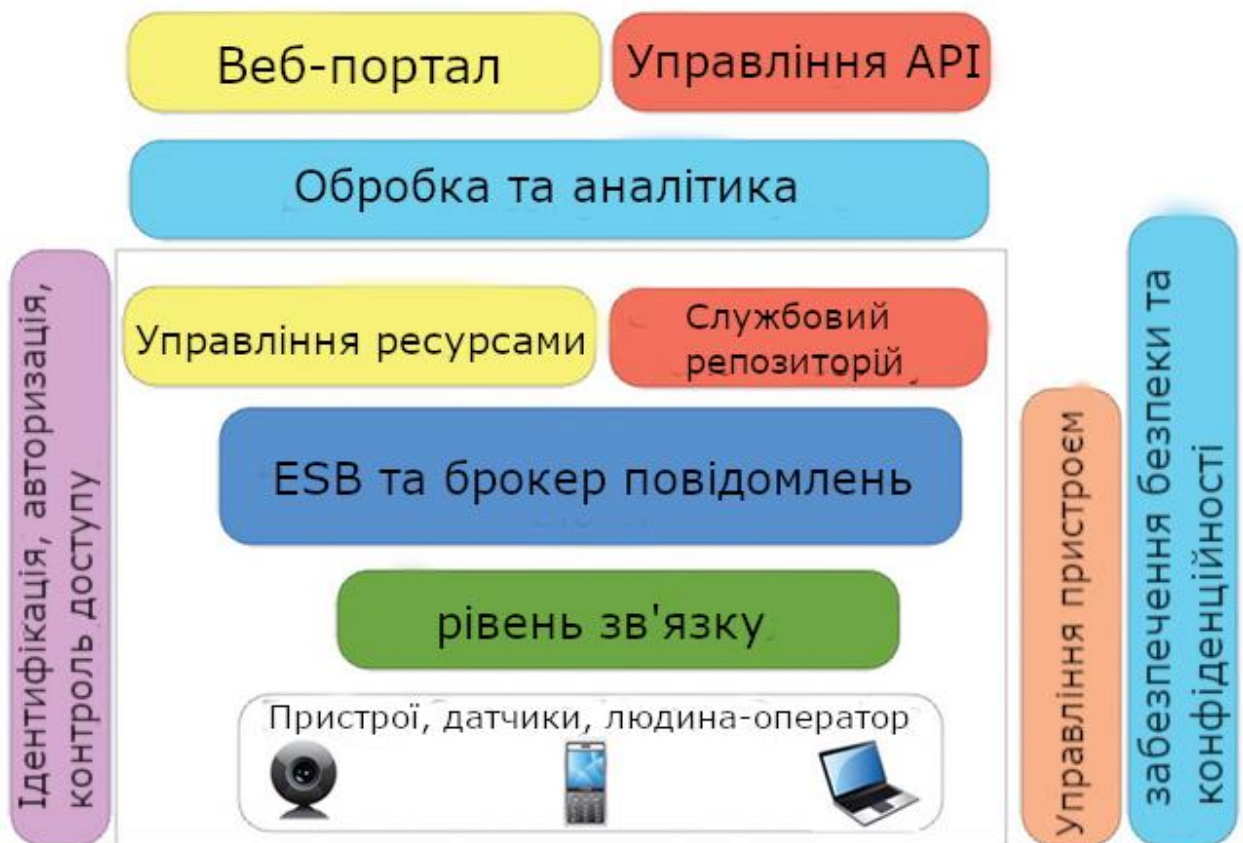 Веб-портал
Управління API
Обробка та аналітика
Управління ресурсами
Службовий
репозиторій
ESB та брокер повідомлень
рівень зв'язку
Пристрої, датчики, людина-оператор
Ідентифікація, авторизація,
контроль доступу
Управління пристроєм
забезпечення безпеки та
конфіденційності